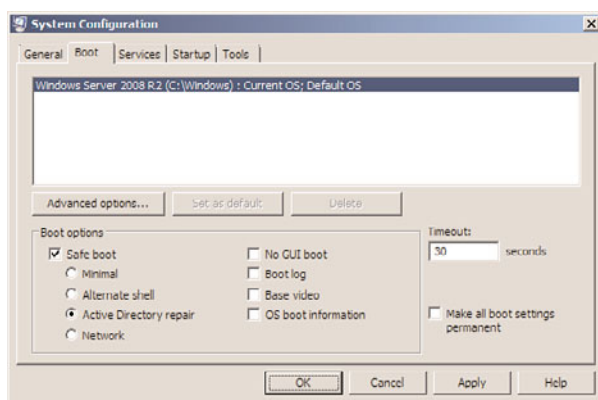 System Configuration
General Boot Services Startup Tools
Windows Server 2008 R2 (C:\Windows) : Current OS; Default OS
Advanced options... Set as default Delete
Boot options
Timeout:
Safe boot No GUI boot 30 seconds
Minimal Boot log
Alternate shell Base video
Active Directory repair OS boot information Make all boot settings
permanent
Network
OK Cancel Apply Help